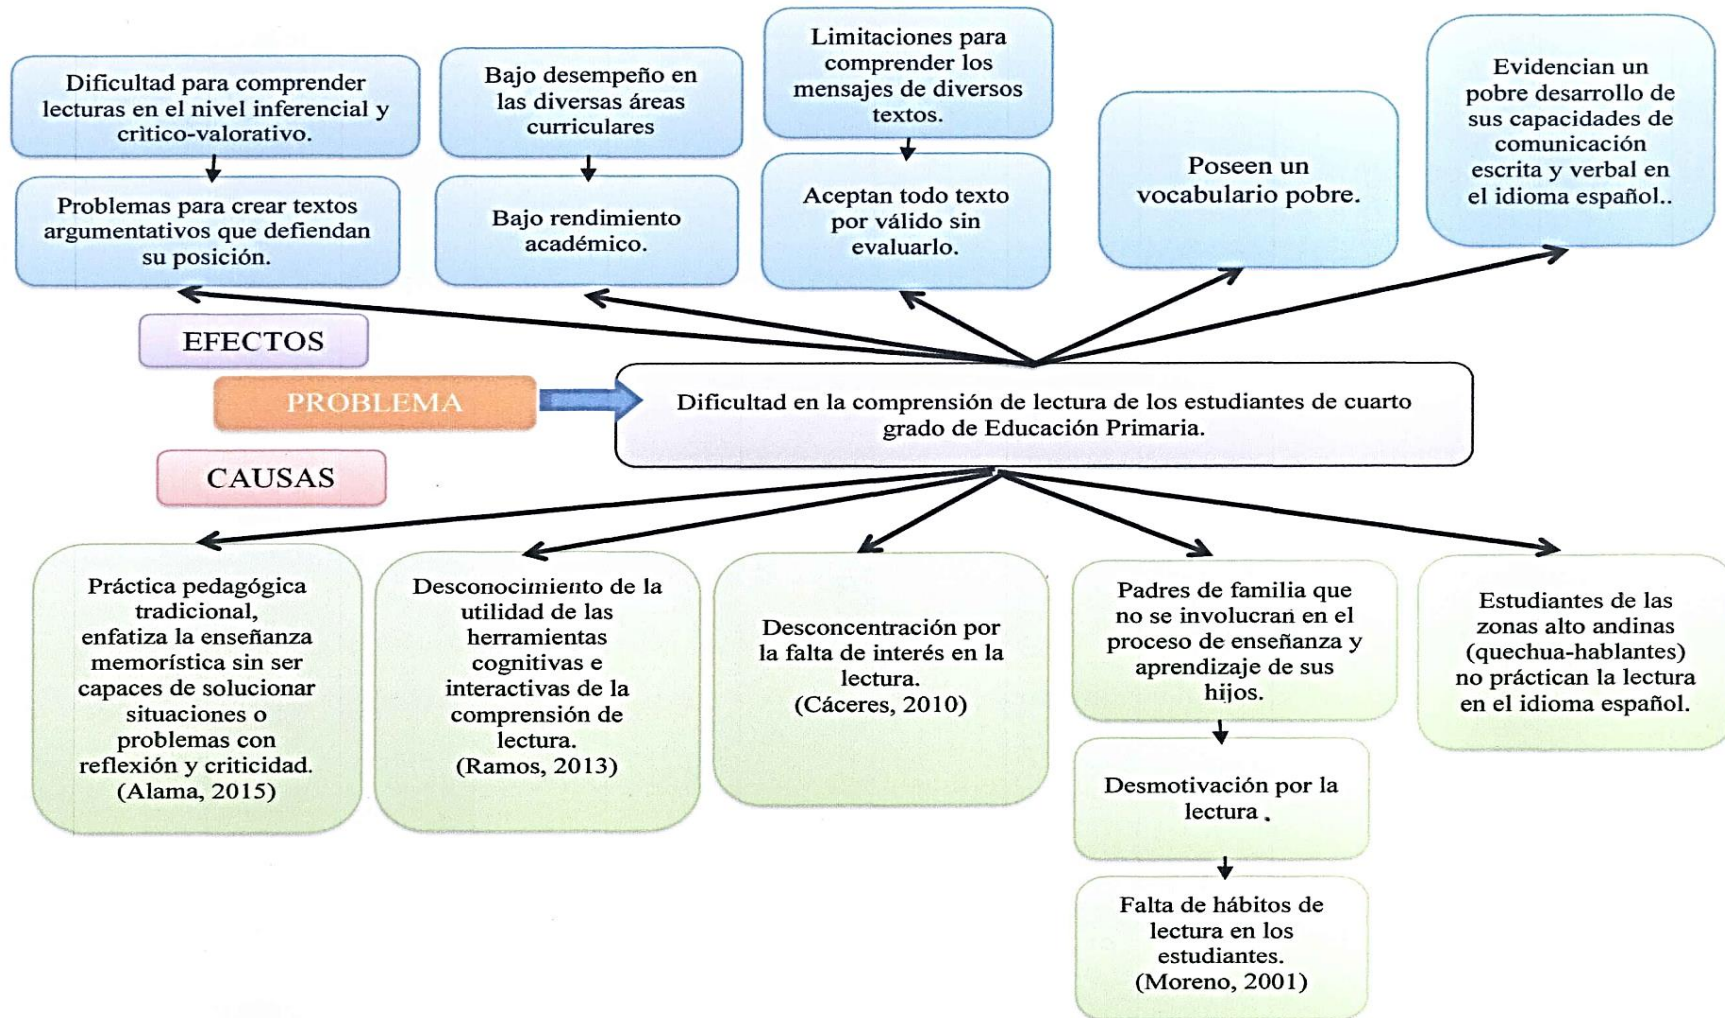 Dificultad para comprender
lecturas en el nivel inferencial y
crìtico-valorativo.
Problemas para crear textos
argumentativos que defiendan
su posición.
Bajo desempeño en
las diversas áreas
curriculares
Bajo rendimiento
académico.
Limitaciones para
comprender los
mensajes de diversos
textos.
Aceptan todo texto
por válido sin
evaluarlo.
Poseen un
vocabulario pobre.
Evidencian un
pobre desarrollo de
sus capacidades de
comunicación
escrita y verbal en
el idioma español..
EFECTOS
PROBLEMA
Dificultad en la comprensión de lectura de los estudiantes de cuarto
grado de Educación Primaria.
CAUSAS
Práctica pedagógica
tradicional,
enfatiza la enseñanza
memorística sin ser
capaces de solucionar
situaciones o
problemas con
reflexión y criticidad.
(Alama, 2015)
Desconocimiento de la
utilidad de las
herramientas
cognitivas e
interactivas de la
comprensión de
lectura.
(Ramos, 2013)
Desconcentración por
la falta de interés en la
lectura.
(Cáceres, 2010)
Padres de familia que
no se involucran en el
proceso de enseñanza y
aprendizaje de sus
hijos.
Desmotivación por la
lectura .
Falta de hábitos de
lectura en los
estudiantes.
(Moreno, 2001)
Estudiantes de las
zonas alto andinas
(quechua-hablantes)
no práctican la lectura
en el idioma español.